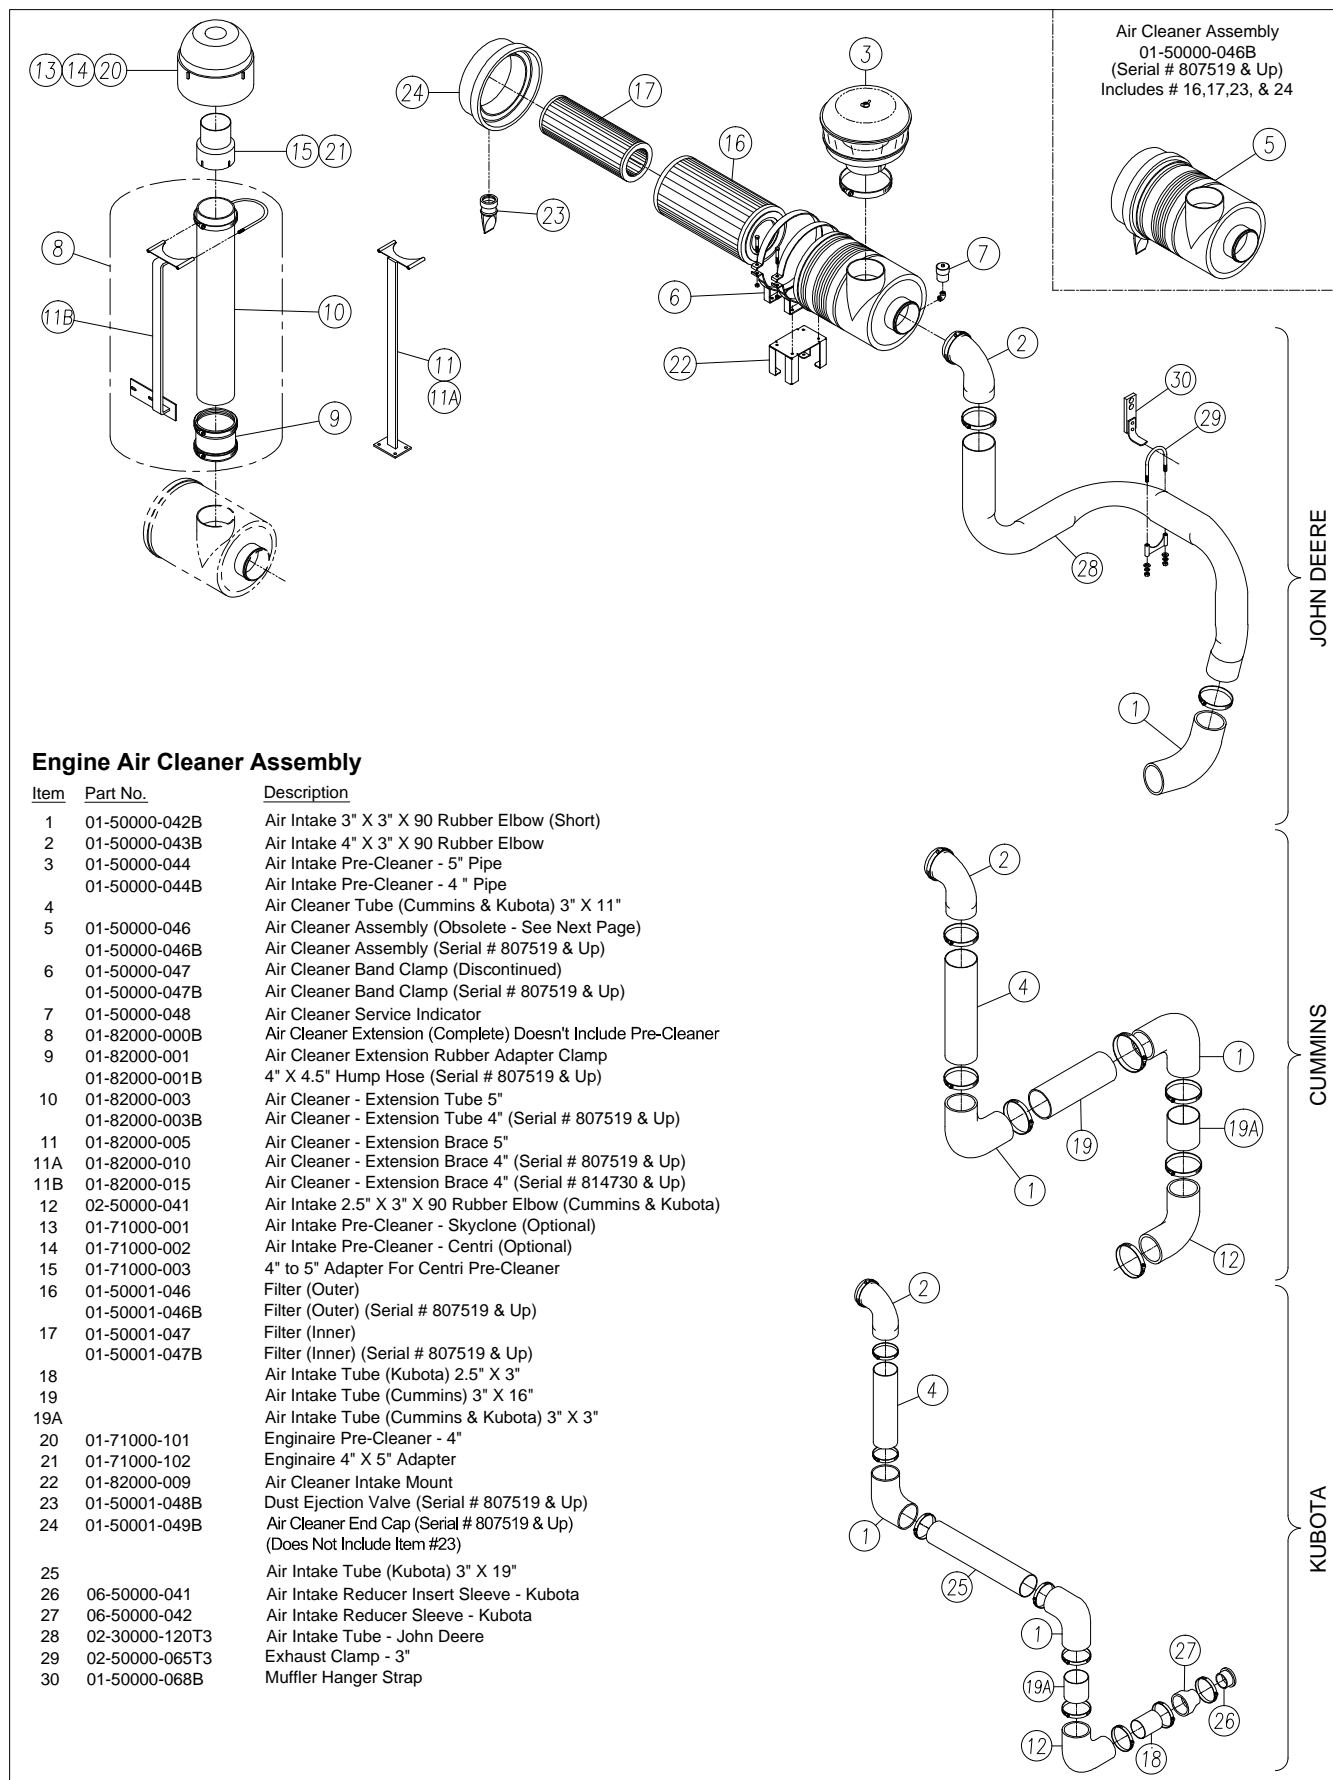 Air Cleaner Assembly
01-50000-046B
(Serial # 807519 & Up)
Includes # 16,17,23, & 24
13 14 20
15 21
8
11B
10
9
11
11A
24
17
16
23
3
6
22
7
5
2
30
29
28
1
JOHN DEERE
Engine Air Cleaner Assembly
Item Part No. Description
1 01-50000-042B Air Intake 3" X 3" X 90 Rubber Elbow (Short)
2 01-50000-043B Air Intake 4" X 3" X 90 Rubber Elbow
3 01-50000-044 Air Intake Pre-Cleaner - 5" Pipe
01-50000-044B Air Intake Pre-Cleaner - 4 " Pipe
4 Air Cleaner Tube (Cummins & Kubota) 3" X 11"
5 01-50000-046 Air Cleaner Assembly (Obsolete - See Next Page)
01-50000-046B Air Cleaner Assembly (Serial # 807519 & Up)
6 01-50000-047 Air Cleaner Band Clamp (Discontinued)
01-50000-047B Air Cleaner Band Clamp (Serial # 807519 & Up)
7 01-50000-048 Air Cleaner Service Indicator
8 01-82000-000B Air Cleaner Extension (Complete) Doesn't Include Pre-Cleaner
9 01-82000-001 Air Cleaner Extension Rubber Adapter Clamp
01-82000-001B 4" X 4.5" Hump Hose (Serial # 807519 & Up)
10 01-82000-003 Air Cleaner - Extension Tube 5"
01-82000-003B Air Cleaner - Extension Tube 4" (Serial # 807519 & Up)
11 01-82000-005 Air Cleaner - Extension Brace 5"
11A 01-82000-010 Air Cleaner - Extension Brace 4" (Serial # 807519 & Up)
11B 01-82000-015 Air Cleaner - Extension Brace 4" (Serial # 814730 & Up)
12 02-50000-041 Air Intake 2.5" X 3" X 90 Rubber Elbow (Cummins & Kubota)
13 01-71000-001 Air Intake Pre-Cleaner - Skyclone (Optional)
14 01-71000-002 Air Intake Pre-Cleaner - Centri (Optional)
15 01-71000-003 4" to 5" Adapter For Centri Pre-Cleaner
16 01-50001-046 Filter (Outer)
01-50001-046B Filter (Outer) (Serial # 807519 & Up)
17 01-50001-047 Filter (Inner)
01-50001-047B Filter (Inner) (Serial # 807519 & Up)
18 Air Intake Tube (Kubota) 2.5" X 3"
19 Air Intake Tube (Cummins) 3" X 16"
19A Air Intake Tube (Cummins & Kubota) 3" X 3"
20 01-71000-101 Enginaire Pre-Cleaner - 4"
21 01-71000-102 Enginaire 4" X 5" Adapter
22 01-82000-009 Air Cleaner Intake Mount
23 01-50001-048B Dust Ejection Valve (Serial # 807519 & Up)
24 01-50001-049B Air Cleaner End Cap (Serial # 807519 & Up)
(Does Not Include Item #23)
25 Air Intake Tube (Kubota) 3" X 19"
26 06-50000-041 Air Intake Reducer Insert Sleeve - Kubota
27 06-50000-042 Air Intake Reducer Sleeve - Kubota
28 02-30000-120T3 Air Intake Tube - John Deere
29 02-50000-065T3 Exhaust Clamp - 3"
30 01-50000-068B Muffler Hanger Strap
2
4
1
19
1
19A
12
CUMMINS
2
4
1
25
1
19A
12
18
27
26
KUBOTA